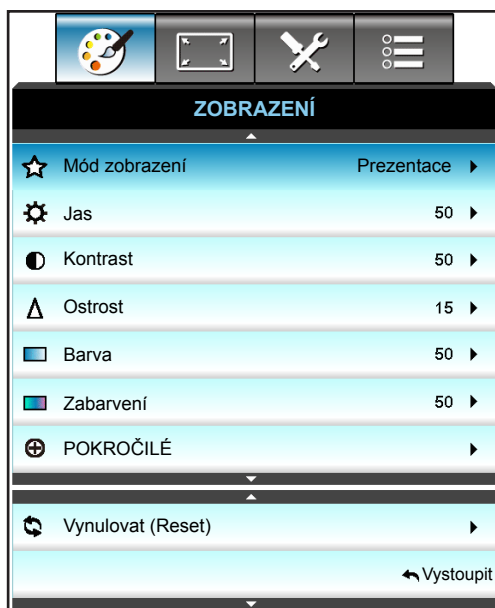 ZOBRAZENÍ
Mód zobrazení Prezentace
Jas 50
Kontrast 50
Ostrost 15
Barva 50
Zabarvení 50
POKROČILÉ
Vynulovat (Reset)
Vystoupit